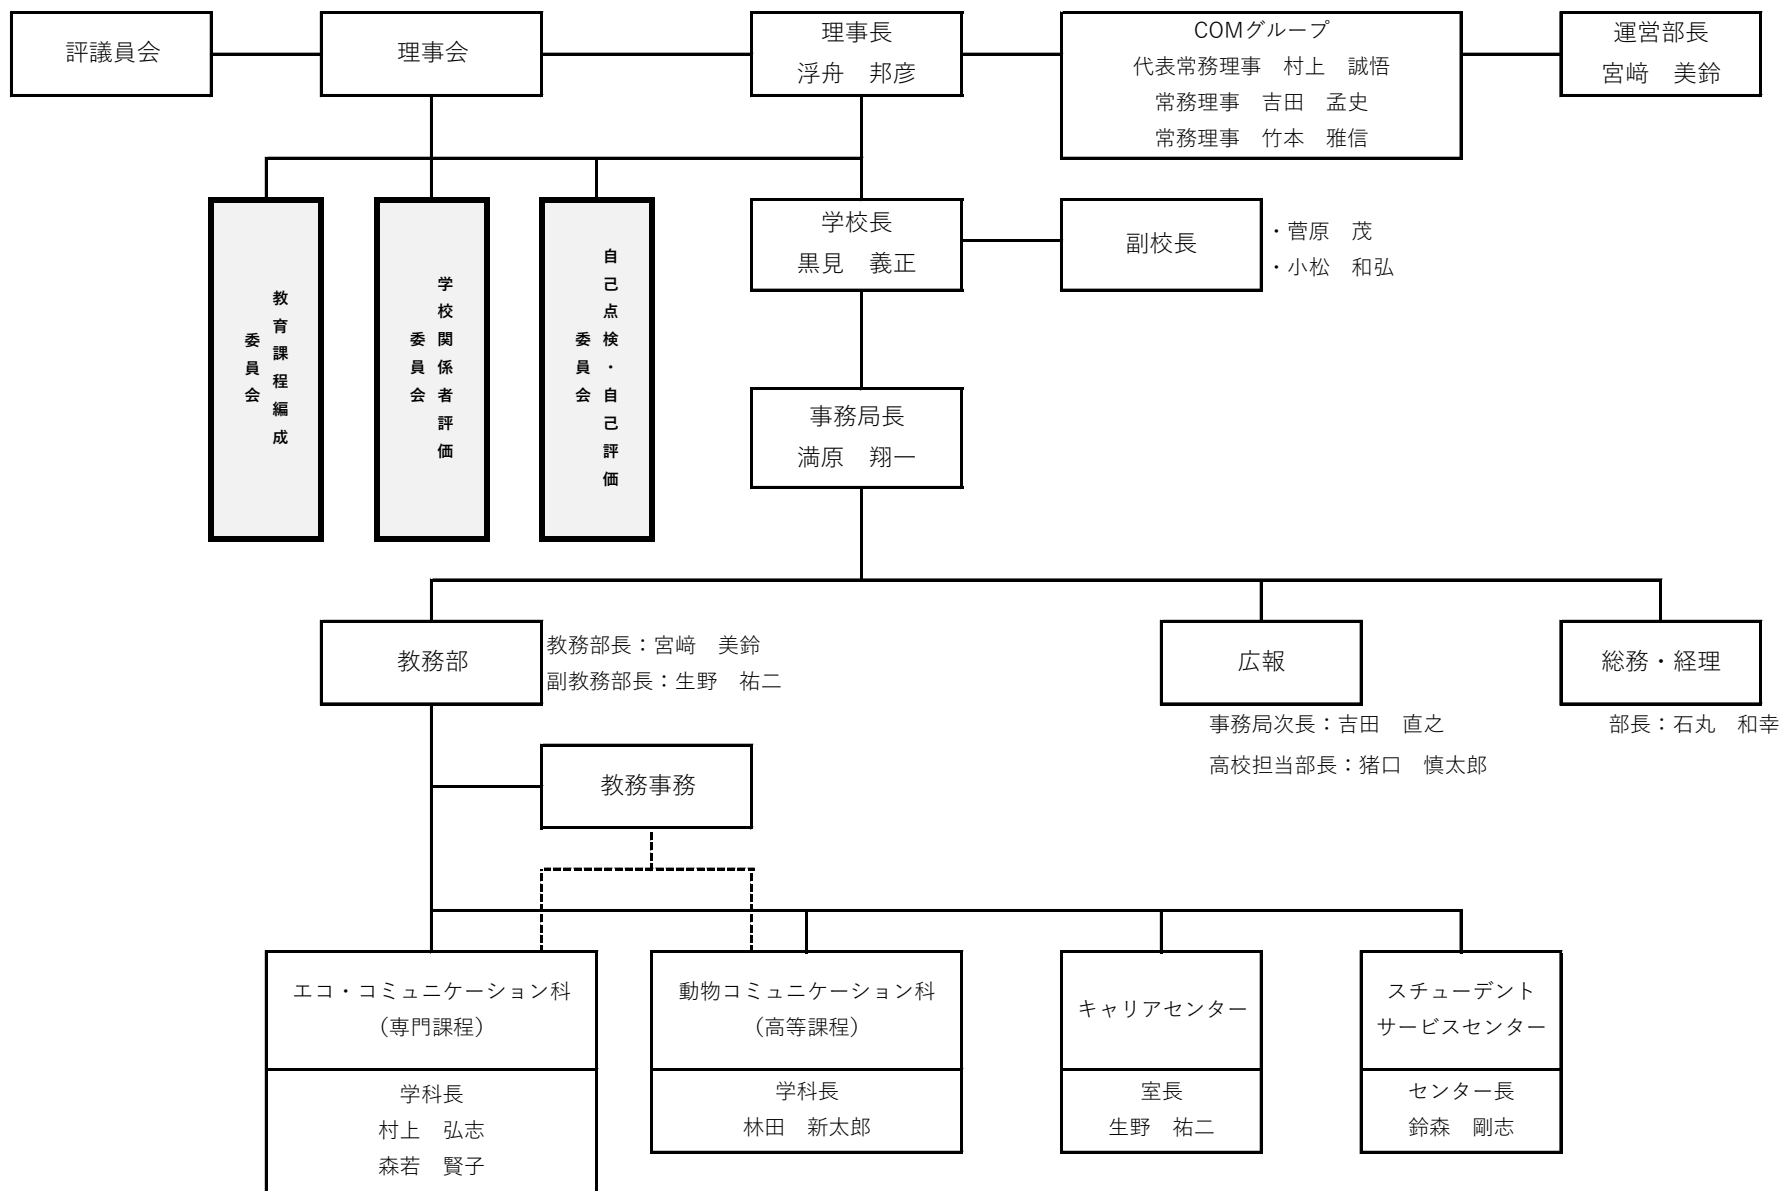 評議員会
理事会
理事長
浮舟　邦彦
COMグループ
代表常務理事　村上　誠悟
常務理事　吉田　孟史
常務理事　竹本　雅信
運営部長
宮﨑　美鈴
教育課程編成
委員会
学校関係者評価
委員会
自己点検・自己評価
委員会
学校長
黒見　義正
副校長
・菅原　茂
・小松　和弘
事務局長
満原　翔一
教務部
教務部長：宮﨑　美鈴
副教務部長：生野　祐二
広報
事務局次長：吉田　直之
高校担当部長：猪口　慎太郎
総務・経理
部長：石丸　和幸
教務事務
エコ・コミュニケーション科
（専門課程）
学科長
村上　弘志
森若　賢子
動物コミュニケーション科
（高等課程）
学科長
林田　新太郎
キャリアセンター
室長
生野　祐二
スチューデント
サービスセンター
センター長
鈴森　剛志